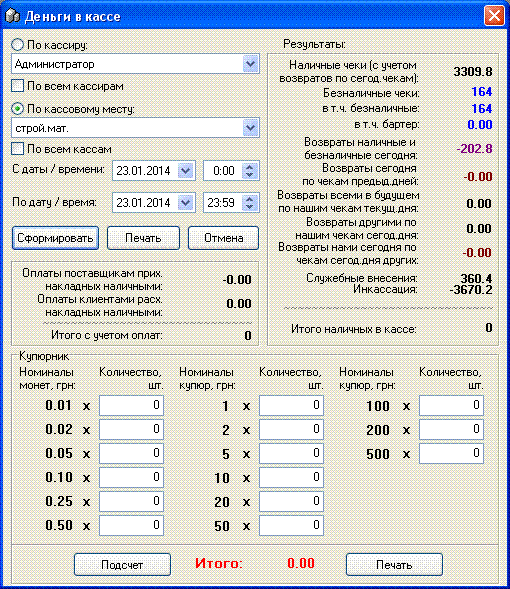 Деньги в кассе
По кассиру:
Администратор
По всем кассирам
По кассовому месту:
строй.мат.
По всем кассам
С даты / времени: 23.01.2014 0:00
По дату / время: 23.01.2014 23:59
Сформировать Печать Отмена
Оплаты поставщикам прих.
накладных наличными: -0.00
Оплаты клиентами расх.
накладных наличными: 0.00
Итого с учетом оплат: 0
Результаты:
Наличные чеки (с учетом
возвратов по сегод.чекам): 3309.8
Безналичные чеки: 164
в т.ч. безналичные: 164
в т.ч. бартер: 0.00
Возвраты наличные и
безналичные сегодня: -202.8
Возвраты сегодня
по чекам предыд.дней: -0.00
Возвраты всеми в будущем
по нашим чекам текущ.дня: 0.00
Возвраты другими по
нашим чекам сегод.дня: 0.00
Возвраты нами сегодня по
чекам сегод.дня других: -0.00
Служебные внесения: 360.4
Инкассация: -3670.2
Итого наличных в кассе: 0
Купюрник
Номиналы Количество, Номиналы Количество, Номиналы Количество,
монет, грн: шт. купюр, грн: шт. купюр, грн: шт.
0.01 x 0 1 x 0 100 x 0
0.02 x 0 2 x 0 200 x 0
0.05 x 0 5 x 0 500 x 0
0.10 x 0 10 x 0
0.25 x 0 20 x 0
0.50 x 0 50 x 0
Подсчет Итого: 0.00 Печать